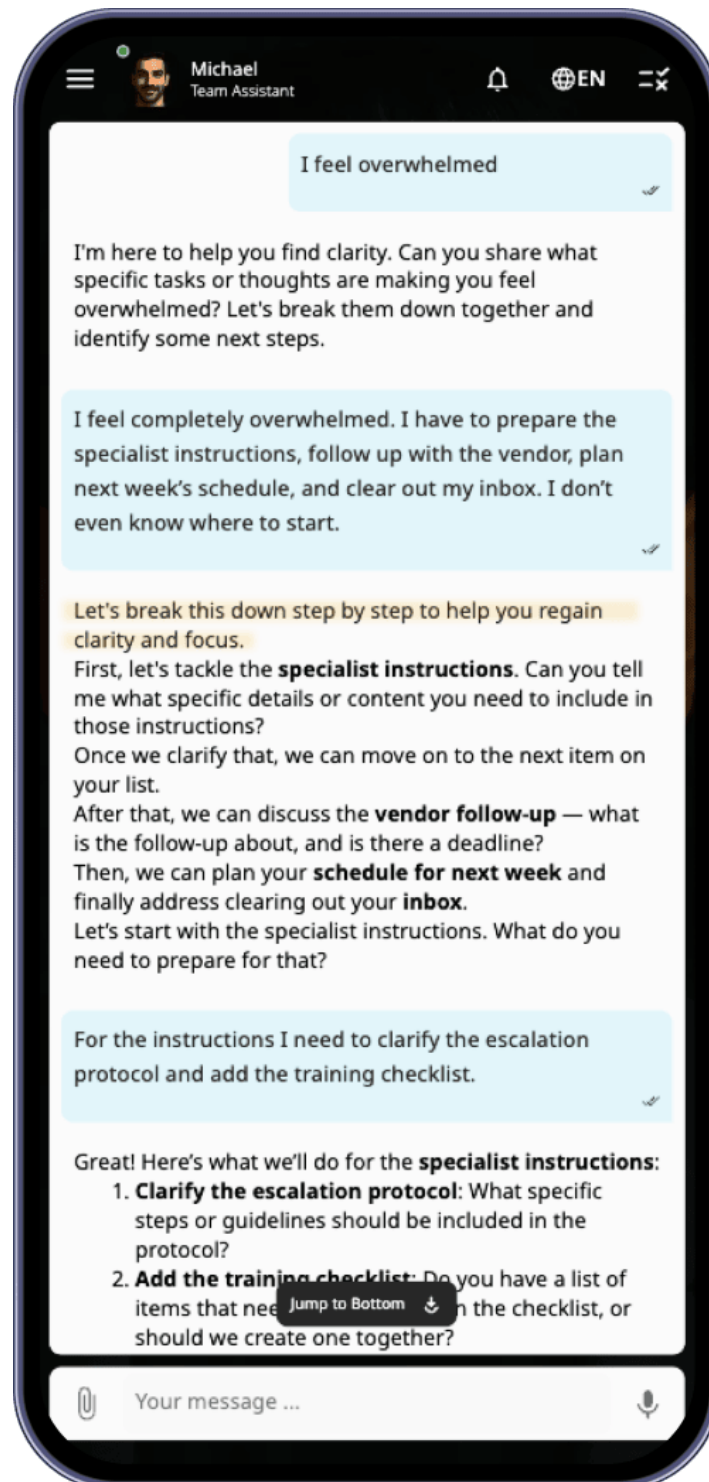 Michael
Team Assistant
EN
I feel overwhelmed
I'm here to help you find clarity. Can you share what
specific tasks or thoughts are making you feel
overwhelmed? Let's break them down together and
identify some next steps.
I feel completely overwhelmed. I have to prepare the
specialist instructions, follow up with the vendor, plan
next week's schedule, and clear out my inbox. I don't
even know where to start.
Let's break this down step by step to help you regain
clarity and focus.
First, let's tackle the specialist instructions. Can you tell
me what specific details or content you need to include in
those instructions?
Once we clarify that, we can move on to the next item on
your list.
After that, we can discuss the vendor follow-up — what
is the follow-up about, and is there a deadline?
Then, we can plan your schedule for next week and
finally address clearing out your inbox.
Let's start with the specialist instructions. What do you
need to prepare for that?
For the instructions I need to clarify the escalation
protocol and add the training checklist.
Great! Here's what we'll do for the specialist instructions:
1. Clarify the escalation protocol: What specific
steps or guidelines should be included in the
protocol?
2. Add the training checklist: Do you have a list of
items that the checklist, or
Jump to Bottom
should we create one together?
Your message ...